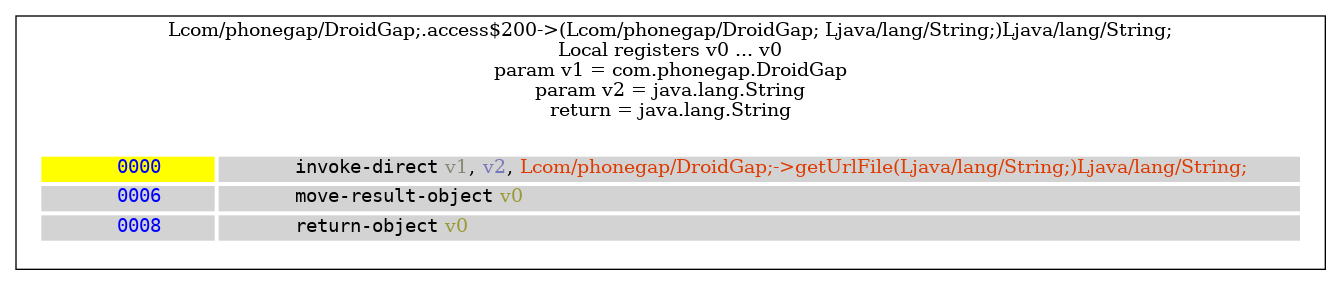 Lcom/phonegap/DroidGap;.access$200->(Lcom/phonegap/DroidGap; Ljava/lang/String;)Ljava/lang/String;
Local registers v0 ... v0
param v1 = com.phonegap.DroidGap
param v2 = java.lang.String
return = java.lang.String
0000 invoke-direct v1, v2, Lcom/phonegap/DroidGap;->getUrlFile(Ljava/lang/String;)Ljava/lang/String;
0006 move-result-object v0
0008 return-object v0